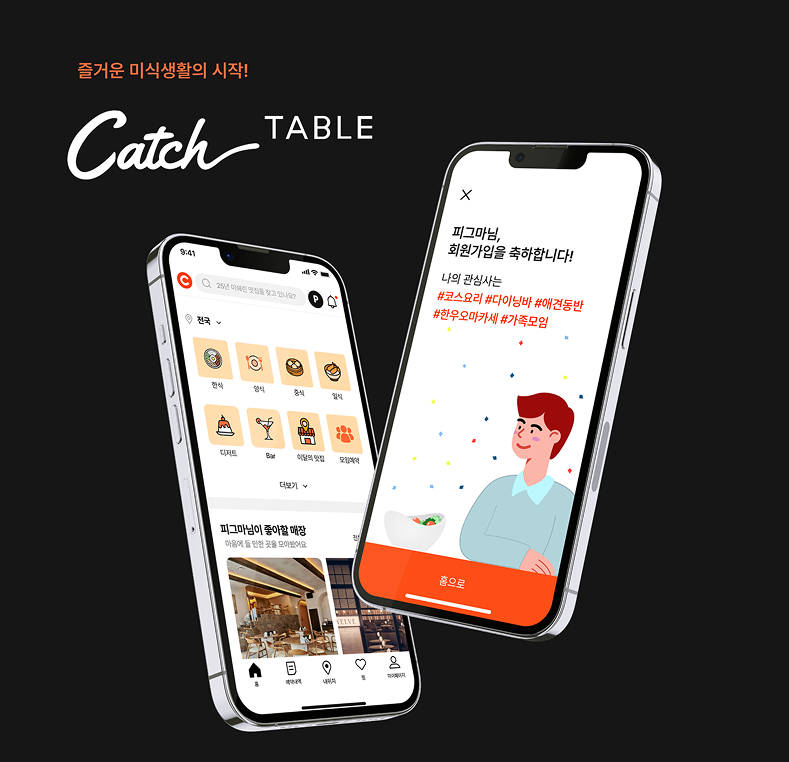 즐거운 미식생활의 시작!
Catch TABLE
9:41
C
25년 미쉐린 맛집을 찾고 있나요?
P
전국
한식
양식
중식
일식
디저트
Bar
이달의 맛집
모임예약
더보기
피그마님이 좋아할 매장
마음에 들 만한 곳을 모아봤어요
홈
예약내역
내위치
찜
마이페이지
피그마님,
회원가입을 축하합니다!
나의 관심사는
#코스요리 #다이닝바 #애견동반
#한우오마카세 #가족모임
홈으로